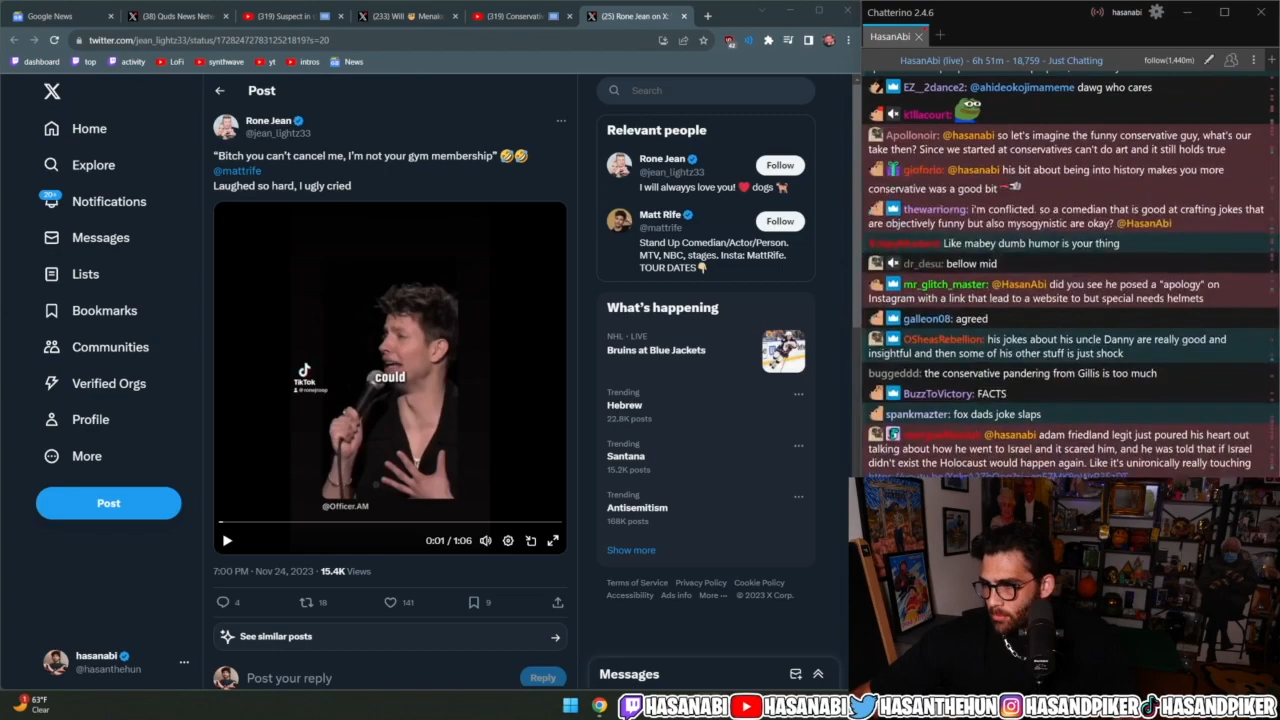 Google News
(38) Quds News Net
(319) Suspect in
(233) Will
Menak
(319) Conservati
(25) Rone Jean on X:
twitter.com/jean_lightz33/status/1728247278312521819?s=20
42
dashboard
top
activity
LoFi
synthwave
yt
intros
News
Home
Explore
20+
Notifications
Messages
Lists
Bookmarks
Communities
Verified Orgs
Profile
More
Post
hasanabi
@hasanthehun
Post
Rone Jean
@jean_lightz33
“Bitch you can’t cancel me, I’m not your gym membership” 🤣🤣
@mattrife
Laughed so hard, I ugly cried
TikTok
could
@Officer.AM
0:01 / 1:06
7:00 PM · Nov 24, 2023 · 15.4K Views
4
18
141
9
See similar posts
Post your reply
Reply
Search
Relevant people
Rone Jean
@jean_lightz33
Follow
I will alwayys love you! ❤️ dogs 🐕
Matt Rife
@mattrife
Follow
Stand Up Comedian/Actor/Person.
MTV, NBC, stages. Insta: MattRife.
TOUR DATES👇
What’s happening
NHL · LIVE
Bruins at Blue Jackets
Trending
Hebrew
22.8K posts
Trending
Santana
15.2K posts
Trending
Antisemitism
168K posts
Show more
Terms of Service Privacy Policy Cookie Policy
Accessibility Ads info More ··· © 2023 X Corp.
Messages
Chatterino 2.4.6
hasanabi
HasanAbi
HasanAbi (live) - 6h 51m - 18,759 - Just Chatting
follow(1,440m)
EZ__2dance2: @ahideokojimameme dawg who cares
k1llacourt:
Apollonoir: @hasanabi so let's imagine the funny conservative guy, what's our
take then? Since we started at conservatives can't do art and it still holds true
gioforio: @hasanabi his bit about being into history makes you more
conservative was a good bit
thewarriorng: i'm conflicted. so a comedian that is good at crafting jokes that
are objectively funny but also mysogynistic are okay? @HasanAbi
Like mabey dumb humor is your thing
dr_desu: bellow mid
mr_glitch_master: @HasanAbi did you see he posed a "apology" on
Instagram with a link that lead to a website to but special needs helmets
galleon08: agreed
OSheasRebellion: his jokes about his uncle Danny are really good and
insightful and then some of his other stuff is just shock
buggeddd: the conservative pandering from Gillis is too much
BuzzToVictory: FACTS
spankmazter: fox dads joke slaps
@hasanabi adam friedland legit just poured his heart out
talking about how he went to Israel and it scared him, and he was told that if Israel
didn't exist the Holocaust would happen again. Like it's unironically really touching
1
63°F
Clear
HASANABI
HASANABI
HASANTHEHUN
HASANDPIKER
HASANDPIKER